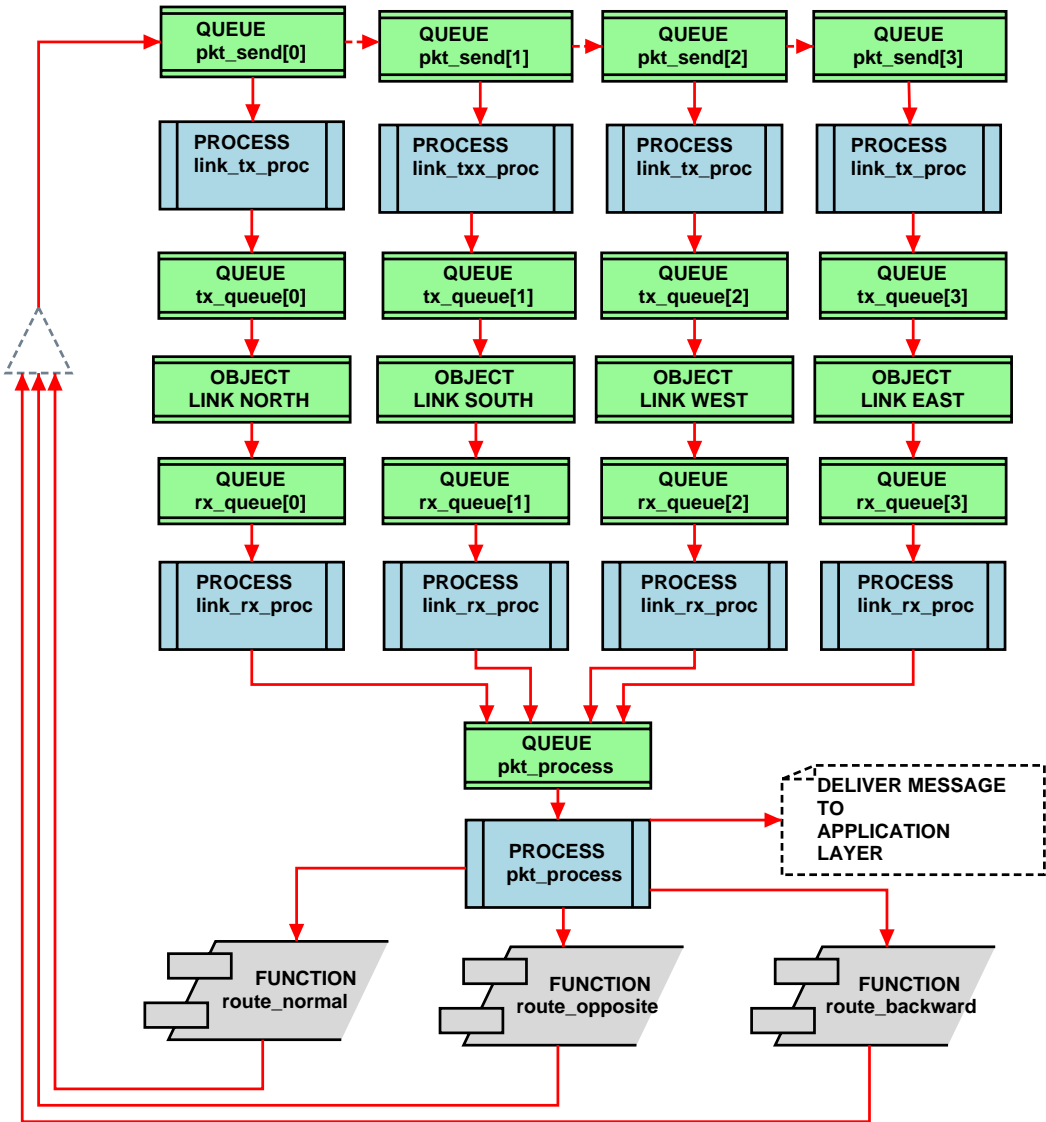 QUEUE
pkt_send[0]
QUEUE
pkt_send[1]
QUEUE
pkt_send[2]
QUEUE
pkt_send[3]
PROCESS
link_tx_proc
PROCESS
link_txx_proc
PROCESS
link_tx_proc
PROCESS
link_tx_proc
QUEUE
tx_queue[0]
QUEUE
tx_queue[1]
QUEUE
tx_queue[2]
QUEUE
tx_queue[3]
OBJECT
LINK NORTH
OBJECT
LINK SOUTH
OBJECT
LINK WEST
OBJECT
LINK EAST
QUEUE
rx_queue[0]
QUEUE
rx_queue[1]
QUEUE
rx_queue[2]
QUEUE
rx_queue[3]
PROCESS
link_rx_proc
PROCESS
link_rx_proc
PROCESS
link_rx_proc
PROCESS
link_rx_proc
QUEUE
pkt_process
DELIVER MESSAGE
TO
APPLICATION
LAYER
PROCESS
pkt_process
FUNCTION
route_normal
FUNCTION
route_opposite
FUNCTION
route_backward